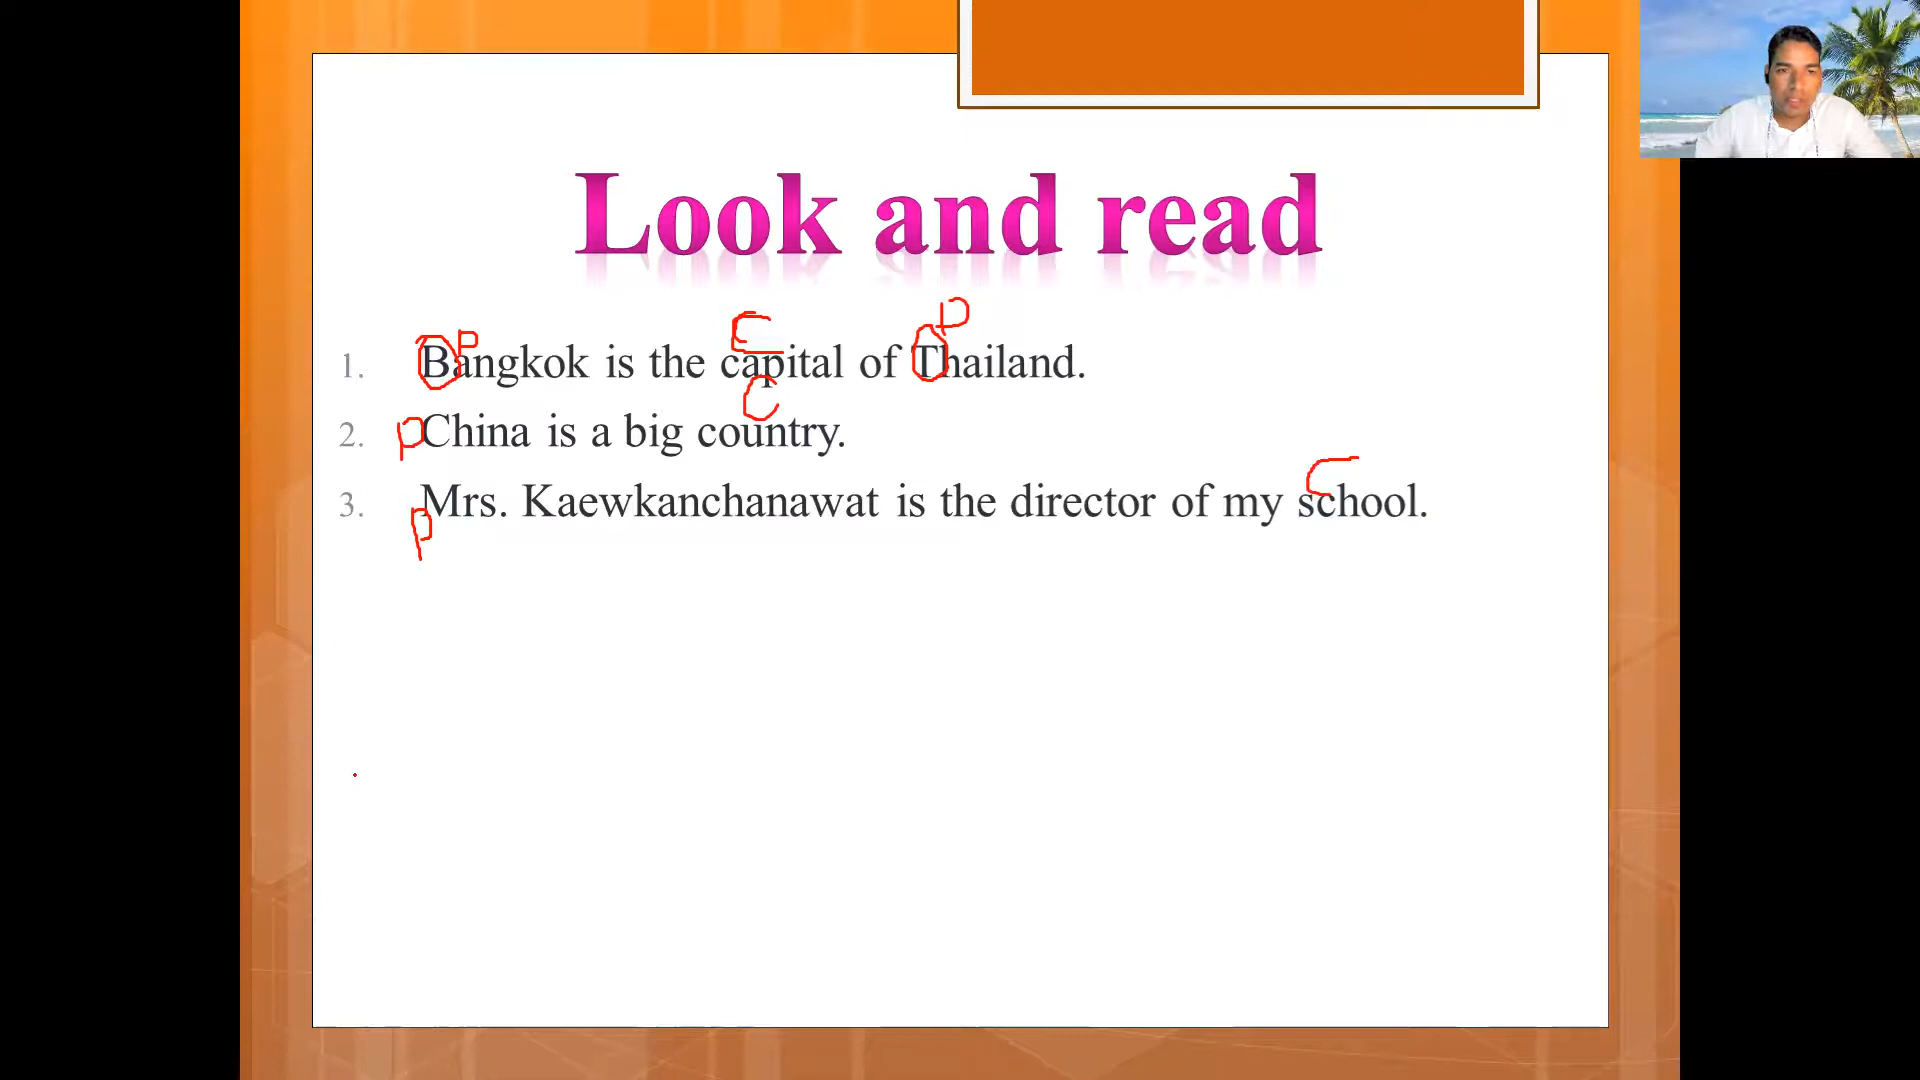 Look and read
P C P
1. Bangkok is the capital of Thailand.
C
P
2. China is a big country.
C
3. Mrs. Kaewkanchanawat is the director of my school.
P